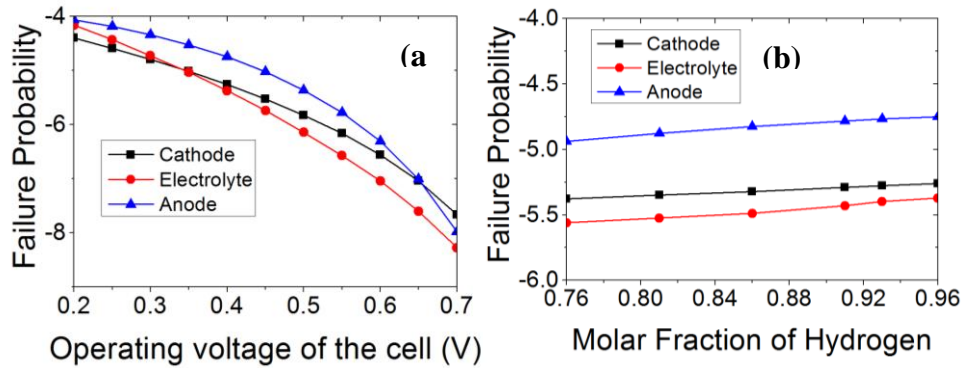 Failure Probability
-4
-6
-8
(a
Cathode
Electrolyte
Anode
0.2 0.3 0.4 0.5 0.6 0.7
Operating voltage of the cell (V)
Failure Probability
-4.0
-4.5
-5.0
-5.5
-6.0
Cathode
Electrolyte
Anode
(b)
0.76 0.80 0.84 0.88 0.92 0.96
Molar Fraction of Hydrogen